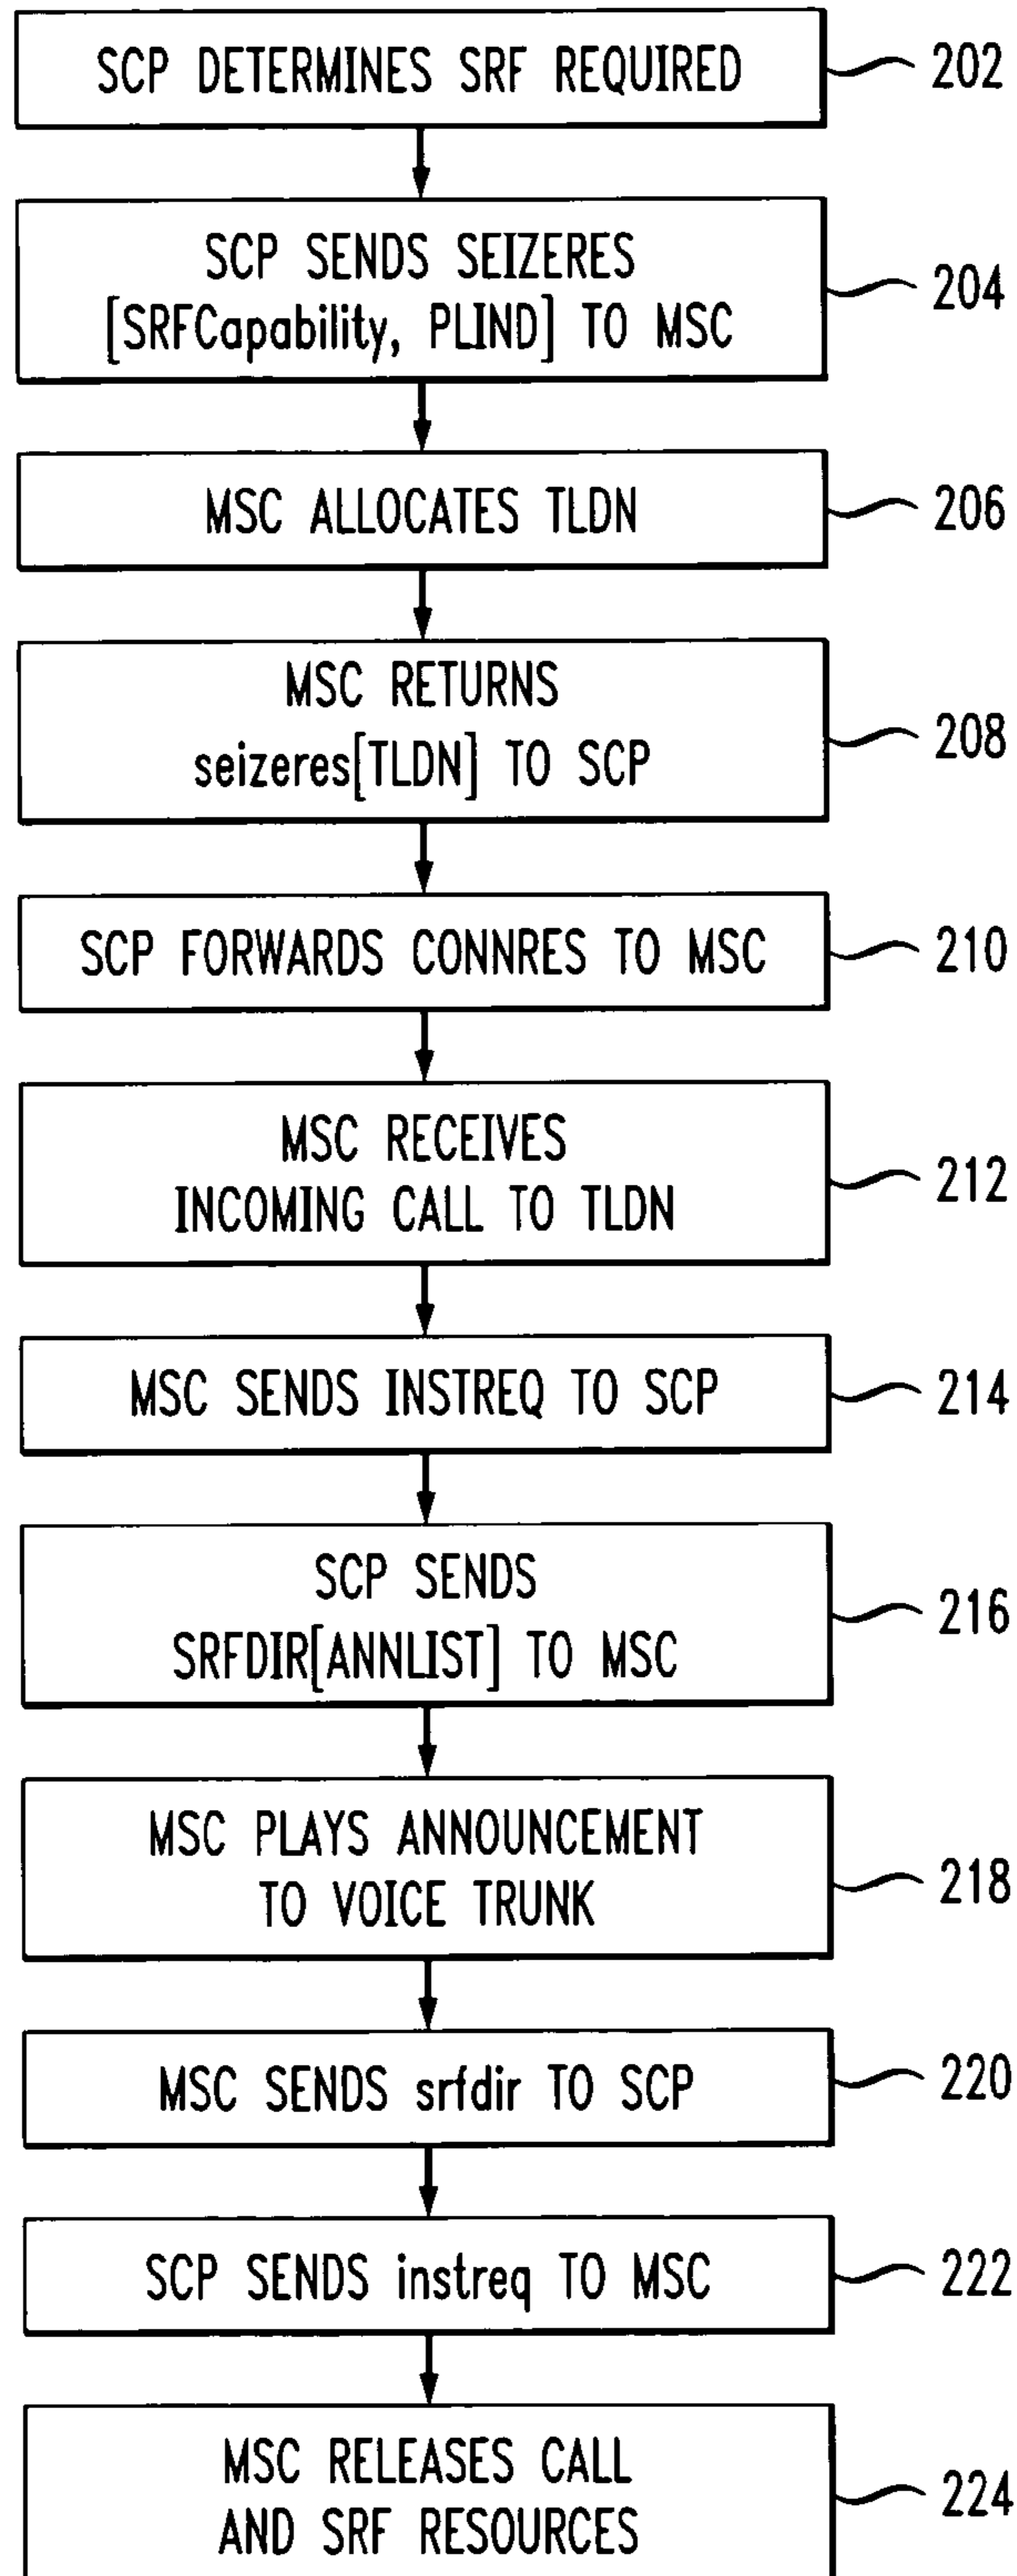 SCP DETERMINES SRF REQUIRED
202
SCP SENDS SEIZERES
[SRFCapability, PLIND] TO MSC
204
MSC ALLOCATES TLDN
206
MSC RETURNS
seizeres[TLDN] TO SCP
208
SCP FORWARDS CONNRES TO MSC
210
MSC RECEIVES
INCOMING CALL TO TLDN
212
MSC SENDS INSTREQ TO SCP
214
SCP SENDS
SRFDIR[ANNLIST] TO MSC
216
MSC PLAYS ANNOUNCEMENT
TO VOICE TRUNK
218
MSC SENDS srfdir TO SCP
220
SCP SENDS instreq TO MSC
222
MSC RELEASES CALL
AND SRF RESOURCES
224